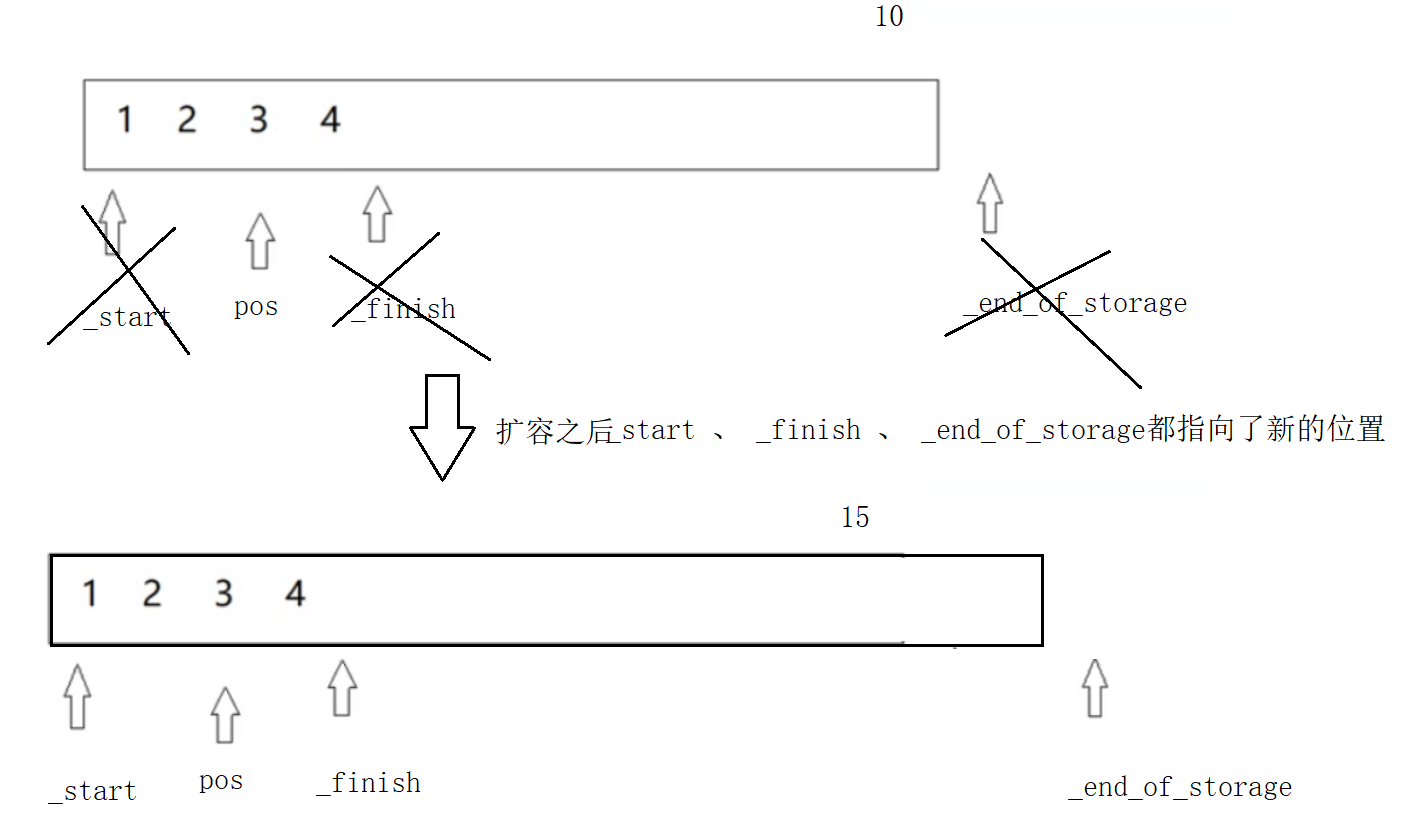 10
1 2 3 4
_start pos _finish _end_of_storage
扩容之后_start 、 _finish 、 _end_of_storage都指向了新的位置
15
1 2 3 4
_start pos _finish _end_of_storage